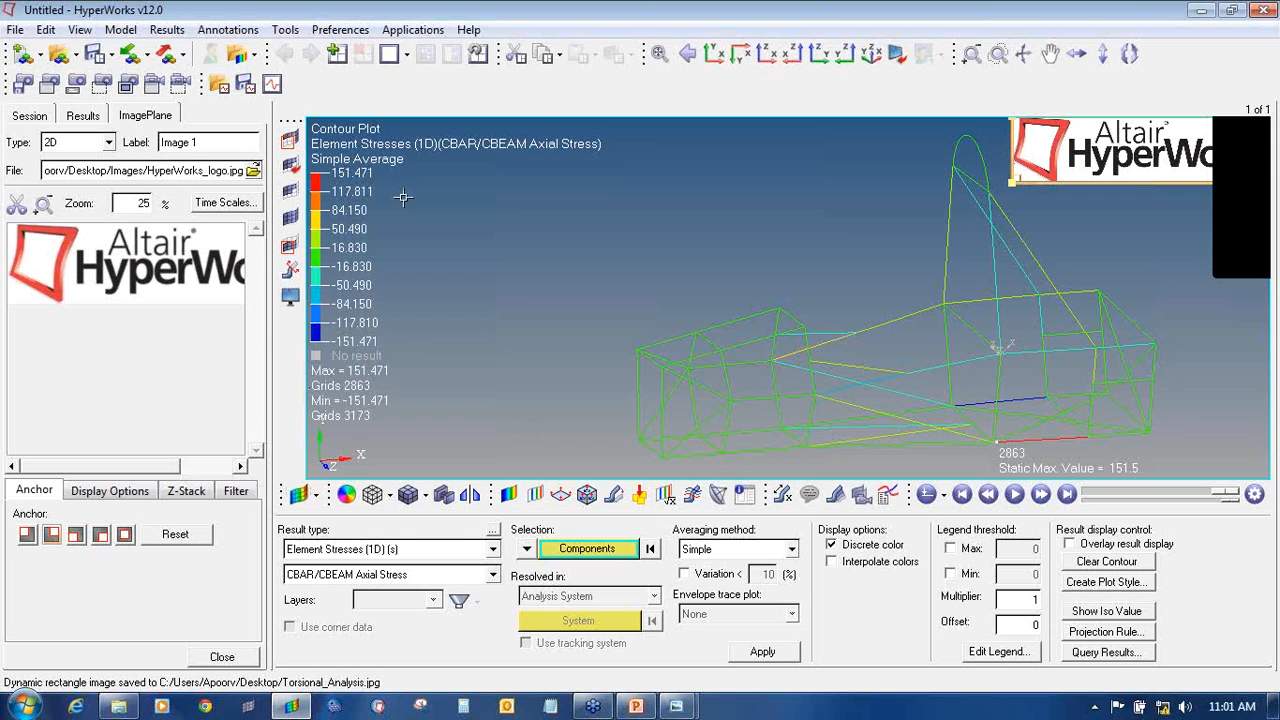 Untitled - HyperWorks v12.0
File Edit View Model Results Annotations Tools Preferences Applications Help
Session Results ImagePlane
1 of 1
Type: 2D Label: Image 1
File: oorv/Desktop/Images/HyperWorks_logo.jpg
Zoom: 25 % Time Scales...
Altair
HyperWo
Anchor Display Options Z-Stack Filter
Anchor:
Reset
Close
Contour Plot
Element Stresses (1D)(CBAR/CBEAM Axial Stress)
Simple Average
151.471
117.811
84.150
50.490
16.830
-16.830
-50.490
-84.150
-117.810
-151.471
No result
Max = 151.471
Grids 2863
Min = -151.471
Grids 3173
Y
X
Z
Altair
HyperWorks
Z X
2863
Static Max. Value = 151.5
Result type:
...
Element Stresses (1D) (s)
CBAR/CBEAM Axial Stress
Layers:
Use corner data
Selection:
Components
Resolved in:
Analysis System
System
Use tracking system
Averaging method:
Simple
Variation < 10 (%)
Envelope trace plot:
None
Apply
Display options:
Discrete color
Interpolate colors
Legend threshold:
Max: 0
Min: 0
Multiplier: 1
Offset: 0
Edit Legend...
Result display control:
Overlay result display
Clear Contour
Create Plot Style...
Show Iso Value
Projection Rule...
Query Results...
Dynamic rectangle image saved to C:/Users/Apoorv/Desktop/Torsional_Analysis.jpg
11:01 AM